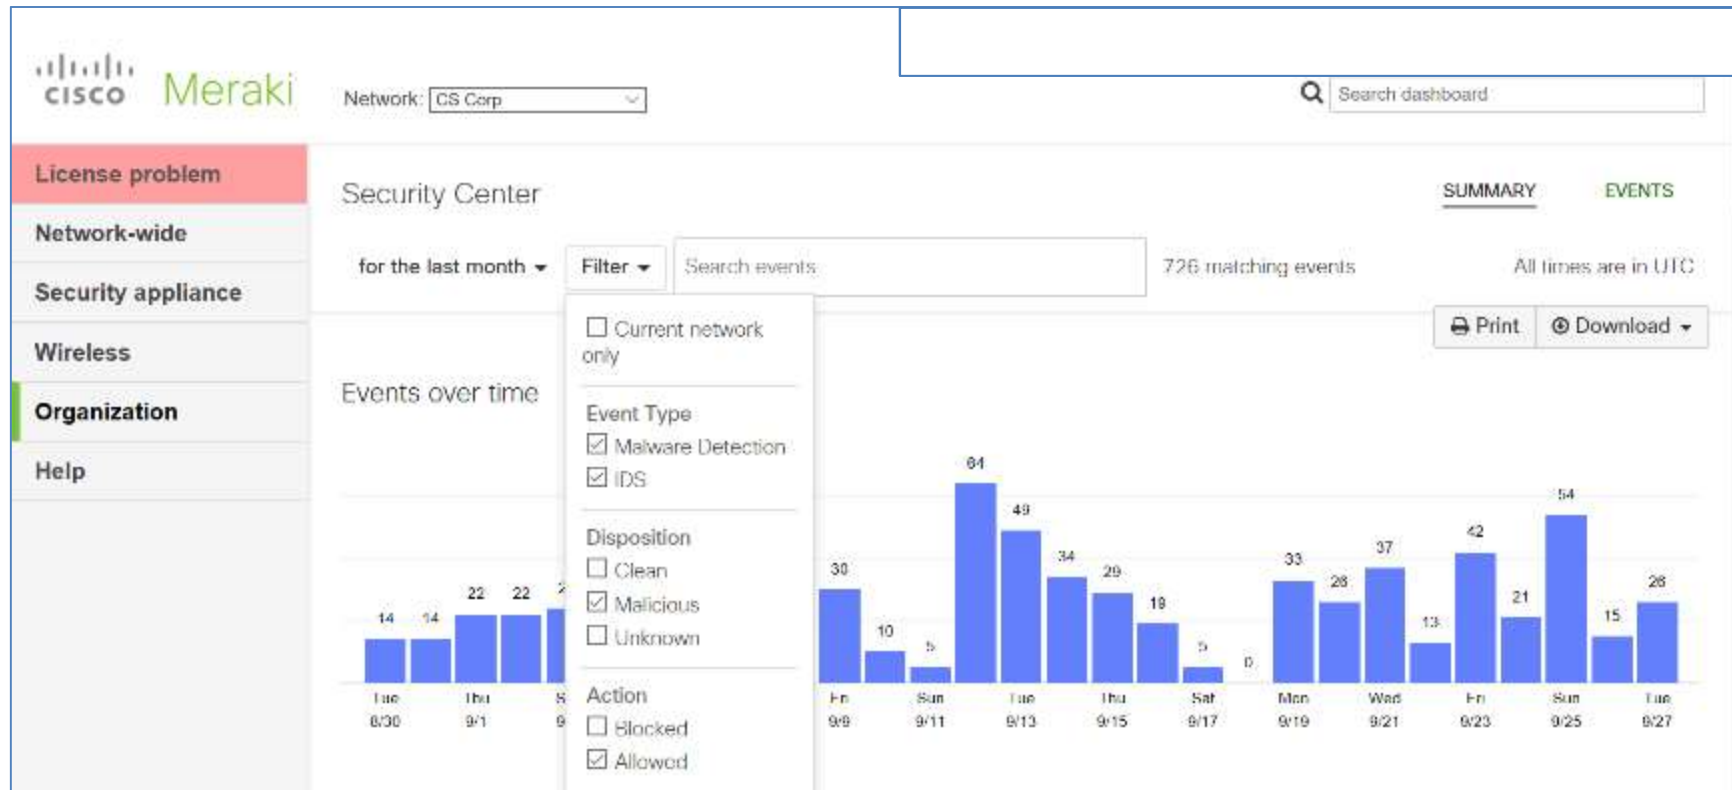 CISCO Meraki
Network: CS Corp
Search dashboard
License problem
Network-wide
Security appliance
Wireless
Organization
Help
Security Center
SUMMARY EVENTS
for the last month Filter Search events 726 matching events All times are in UTC
Print Download
Current network
only
Event Type
Malware Detection
IDS
Disposition
Clean
Malicious
Unknown
Action
Blocked
Allowed
Events over time
14 14 22 22 2 30 10 5 64 49 34 29 19 5 0 33 26 37 13 42 21 54 15 26
Tue Thu S Fri Sun Tue Thu Sat Mon Wed Fri Sun Tue
8/30 9/1 9 9/9 9/11 9/13 9/15 9/17 9/19 9/21 9/23 9/25 9/27